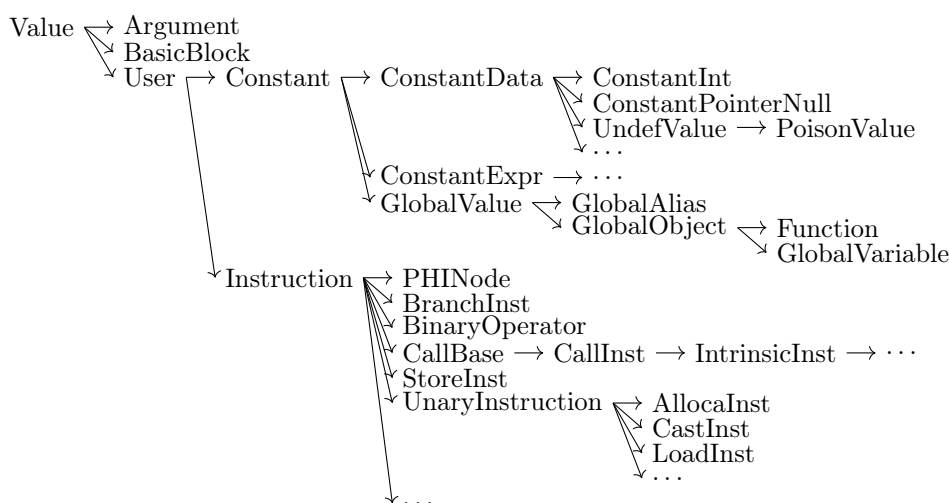 Value
Argument
BasicBlock
User
Constant
ConstantData
ConstantInt
ConstantPointerNull
UndefValue
PoisonValue
...
ConstantExpr
...
GlobalValue
GlobalAlias
GlobalObject
Function
GlobalVariable
Instruction
PHINode
BranchInst
BinaryOperator
CallBase
CallInst
IntrinsicInst
...
StoreInst
UnaryInstruction
AllocaInst
CastInst
LoadInst
...
...